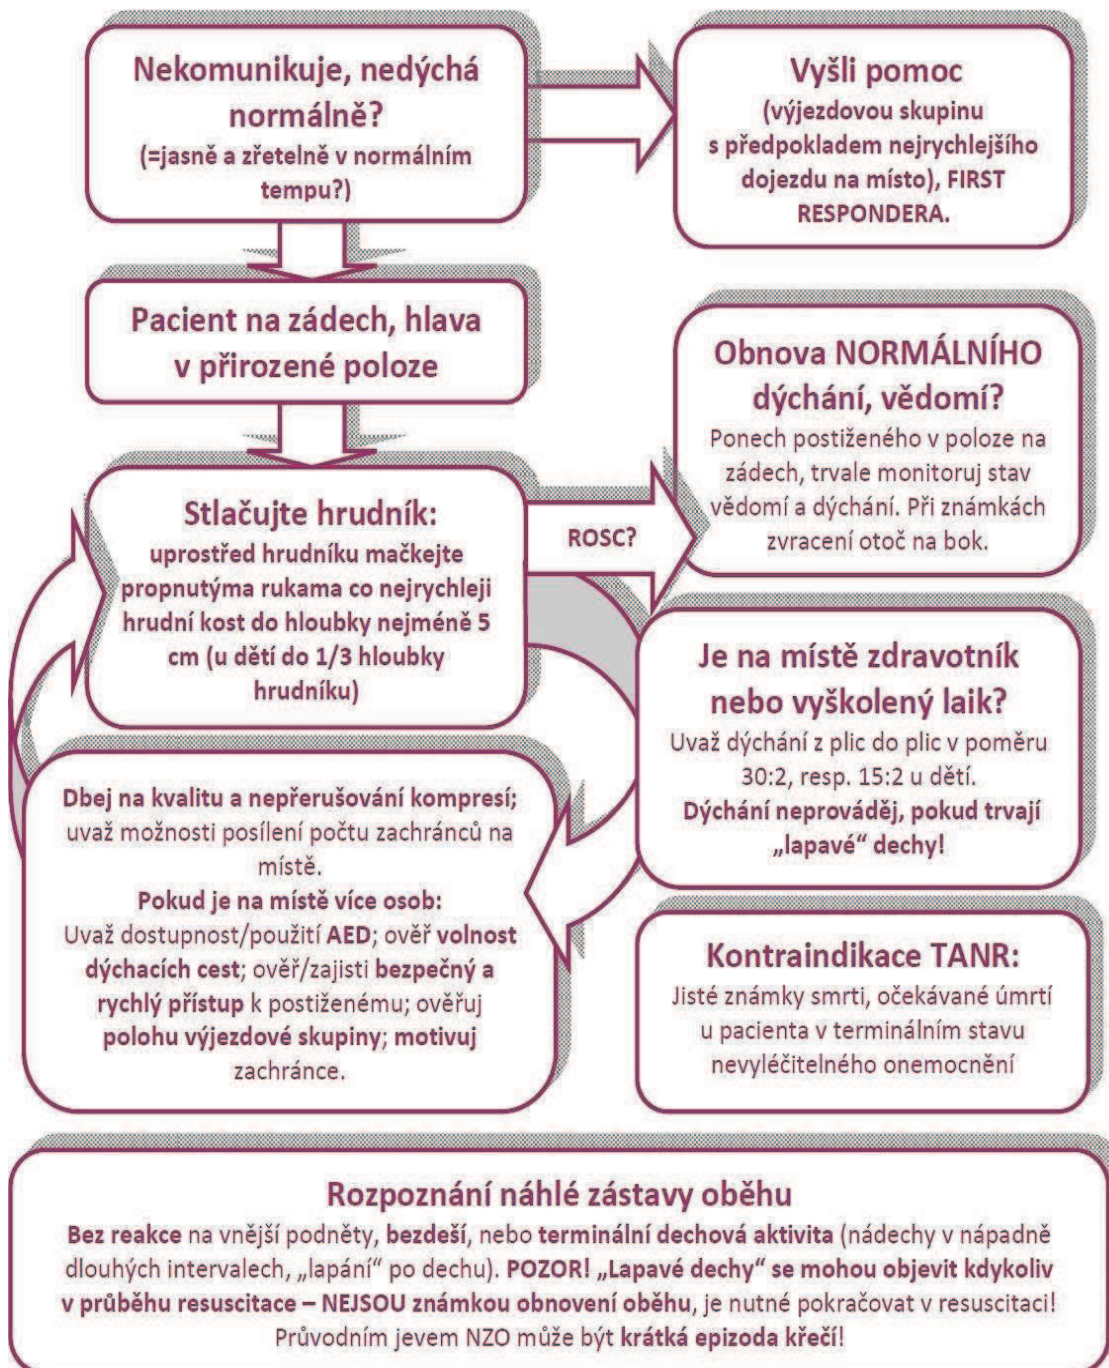 Nekomunikuje, nedýchá
normálně?
(=jasně a zřetelně v normálním
tempu?)
Vyšli pomoc
(výjezdovou skupinu
s předpokladem nejrychlejšího
dojezdu na místo), FIRST
RESPONDERA.
Pacient na zádech, hlava
v přirozené poloze
Stlačujte hrudník:
uprostřed hrudníku mačkejte
propnutýma rukama co nejrychleji
hrudní kost do hloubky nejméně 5
cm (u dětí do 1/3 hloubky
hrudníku)
ROSC?
Obnova NORMÁLNÍHO
dýchání, vědomí?
Ponech postiženého v poloze na
zádech, trvale monitoruj stav
vědomí a dýchání. Při známkách
zvracení otoč na bok.
Je na místě zdravotník
nebo vyškolený laik?
Uvaž dýchání z plic do plic v poměru
30:2, resp. 15:2 u dětí.
Dýchání neprováděj, pokud trvají
„lapavé“ dechy!
Dbej na kvalitu a nepřerušování kompresí;
uvaž možnosti posílení počtu zachránců na
místě.
Pokud je na místě více osob:
Uvaž dostupnost/použití AED; ověř volnost
dýchacích cest; ověř/zajisti bezpečný a
rychlý přístup k postiženému; ověřuj
polohu výjezdové skupiny; motivuj
zachránce.
Kontraindikace TANR:
Jisté známky smrti, očekávané úmrtí
u pacienta v terminálním stavu
nevyléčitelného onemocnění
Rozpoznání náhlé zástavy oběhu
Bez reakce na vnější podněty, bezdeší, nebo terminální dechová aktivita (nádechy v nápadně
dlouhých intervalech, „lapání“ po dechu). POZOR! „Lapavé dechy“ se mohou objevit kdykoliv
v průběhu resuscitace – NEJSOU známkou obnovení oběhu, je nutné pokračovat v resuscitaci!
Průvodním jevem NZO může být krátká epizoda křečí!